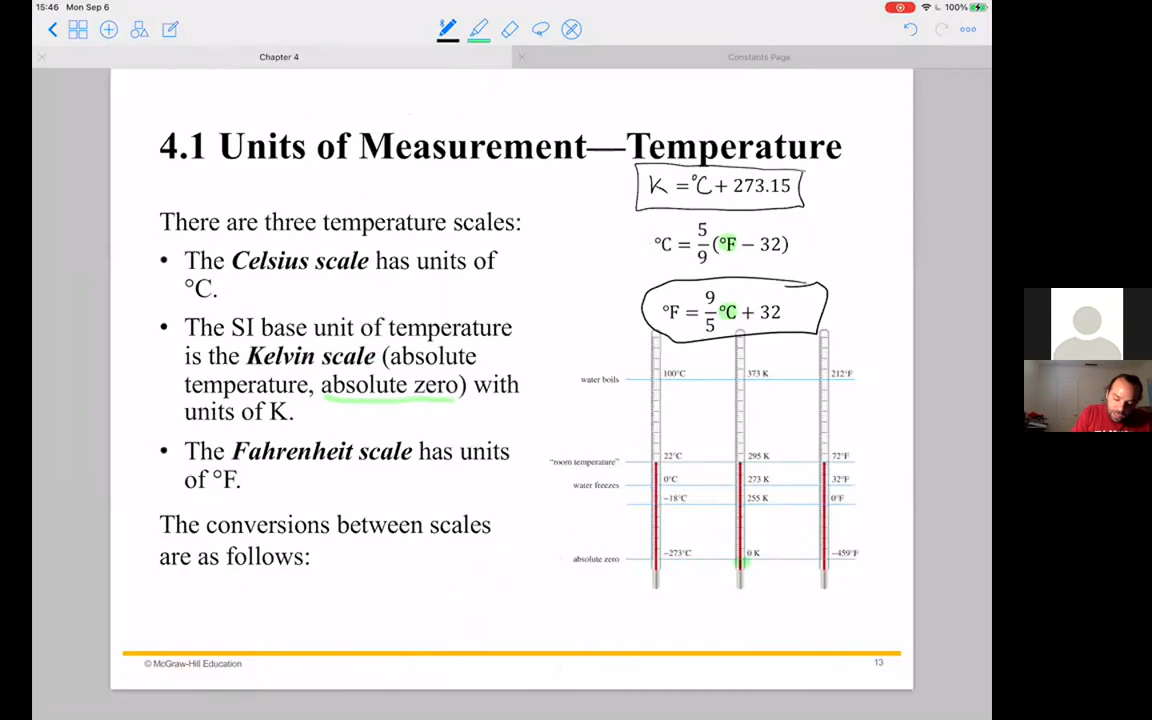 15:46 Mon Sep 6
100%
Chapter 4
Constants Page
4.1 Units of Measurement—Temperature
K = °C + 273.15
There are three temperature scales:
°C = 5/9 (°F − 32)
• The Celsius scale has units of
°C.
°F = 9/5 °C + 32
• The SI base unit of temperature
is the Kelvin scale (absolute
temperature, absolute zero) with
units of K.
• The Fahrenheit scale has units
of °F.
The conversions between scales
are as follows:
water boils 100°C 373 K 212°F
"room temperature" 22°C 295 K 72°F
water freezes 0°C 273 K 32°F
−18°C 255 K 0°F
absolute zero −273°C 0 K −459°F
© McGraw-Hill Education
13